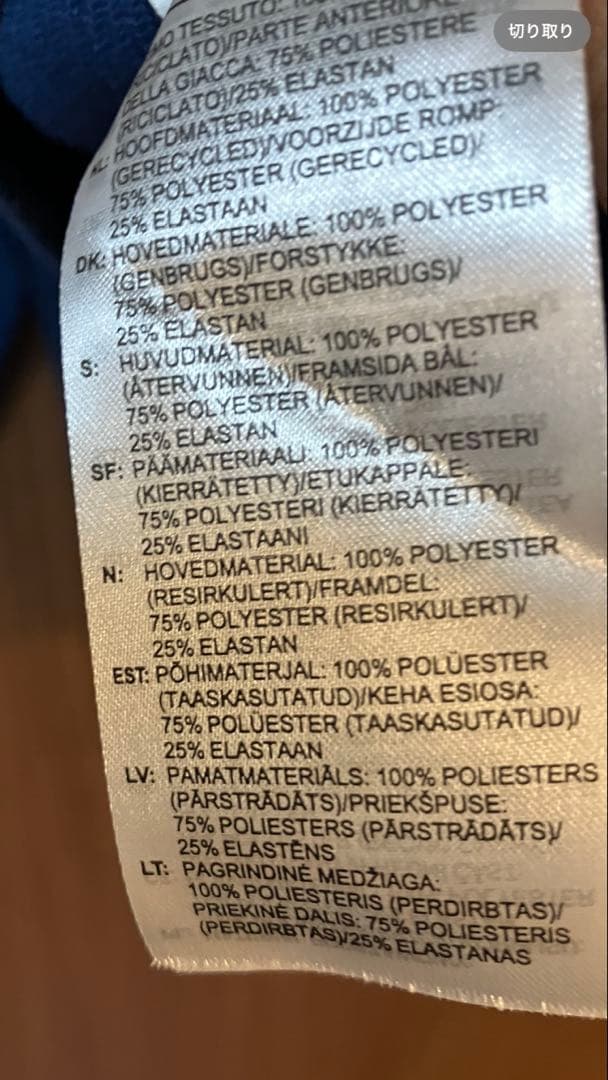 切り取り
TESSUTO:
PARTE ANTERIORE
DELLA GIACCA: 75% POLIESTERE
(RICICLATO)/25% ELASTAN
NL: HOOFDMATERIAAL: 100% POLYESTER
(GERECYCLED)/VOORZIJDE ROMP:
75% POLYESTER (GERECYCLED)/
25% ELASTAAN
DK: HOVEDMATERIALE: 100% POLYESTER
(GENBRUGS)/FORSTYKKE:
75% POLYESTER (GENBRUGS)/
25% ELASTAN
S: HUVUDMATERIAL: 100% POLYESTER
(ÅTERVUNNEN)/FRAMSIDA BÅL:
75% POLYESTER (ÅTERVUNNEN)/
25% ELASTAN
SF: PÄÄMATERIAALI: 100% POLYESTERI
(KIERRÄTETTY)/ETUKAPPALE:
75% POLYESTERI (KIERRÄTETTY)/
25% ELASTAANI
N: HOVEDMATERIAL: 100% POLYESTER
(RESIRKULERT)/FRAMDEL:
75% POLYESTER (RESIRKULERT)/
25% ELASTAN
EST: PÕHIMATERJAL: 100% POLÜESTER
(TAASKASUTATUD)/KEHA ESIOSA:
75% POLÜESTER (TAASKASUTATUD)/
25% ELASTAAN
LV: PAMATMATERIĀLS: 100% POLIESTERS
(PĀRSTRĀDĀTS)/PRIEKŠPUSE:
75% POLIESTERS (PĀRSTRĀDĀTS)/
25% ELASTĒNS
LT: PAGRINDINĖ MEDŽIAGA:
100% POLIESTERIS (PERDIRBTAS)/
PRIEKINĖ DALIS: 75% POLIESTERIS
(PERDIRBTAS)/25% ELASTANAS